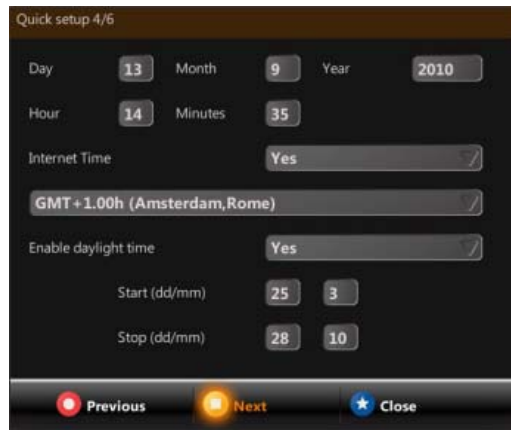 Quick setup 4/6
Day 13 Month 9 Year 2010
Hour 14 Minutes 35
Internet Time Yes
GMT+1.00h (Amsterdam,Rome)
Enable daylight time Yes
Start (dd/mm) 25 3
Stop (dd/mm) 28 10
Previous Next Close